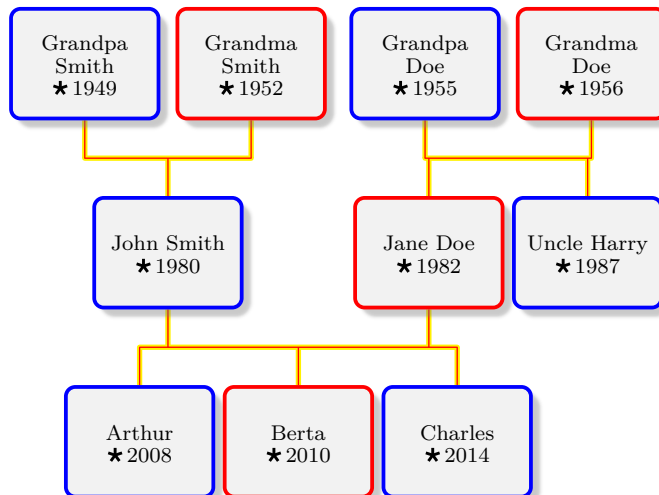 Grandpa
Smith
★ 1949
Grandma
Smith
★ 1952
Grandpa
Doe
★ 1955
Grandma
Doe
★ 1956
John Smith
★ 1980
Jane Doe
★ 1982
Uncle Harry
★ 1987
Arthur
★ 2008
Berta
★ 2010
Charles
★ 2014